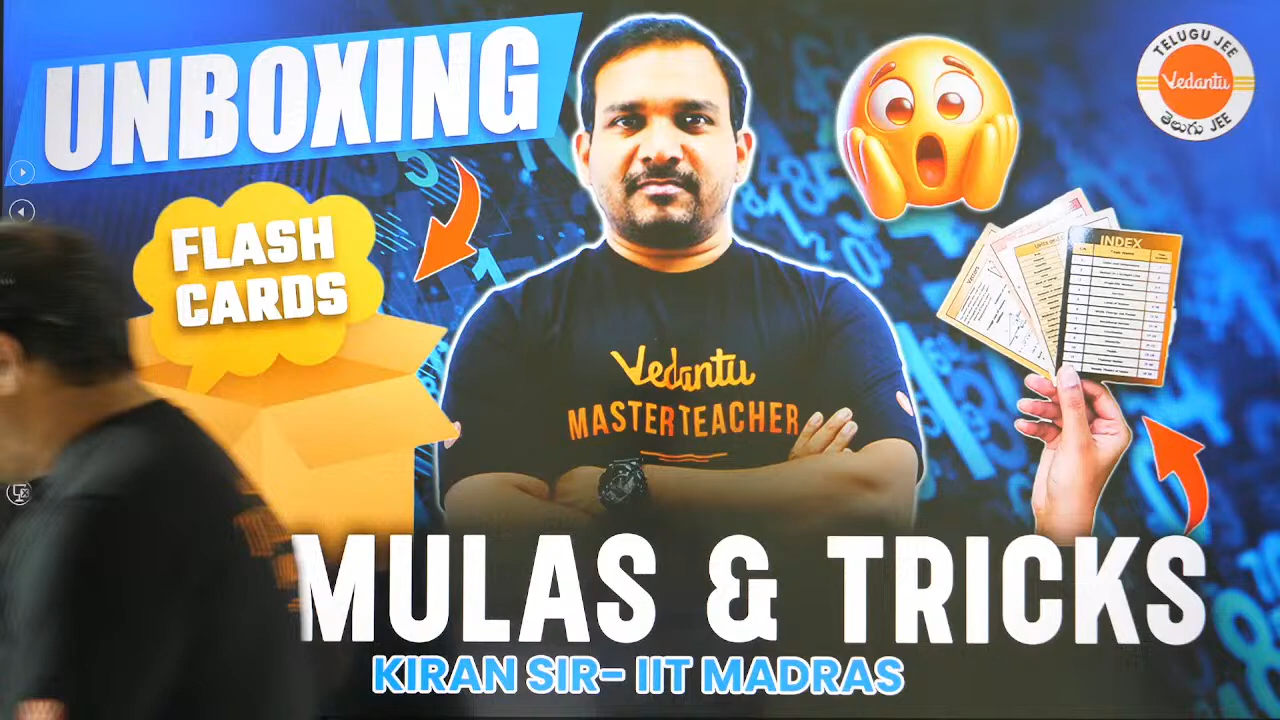 UNBOXING
FLASH
CARDS
TELUGU JEE
Vedantu
తెలుగు JEE
INDEX
Vedantu
MASTERTEACHER
MULAS & TRICKS
KIRAN SIR- IIT MADRAS